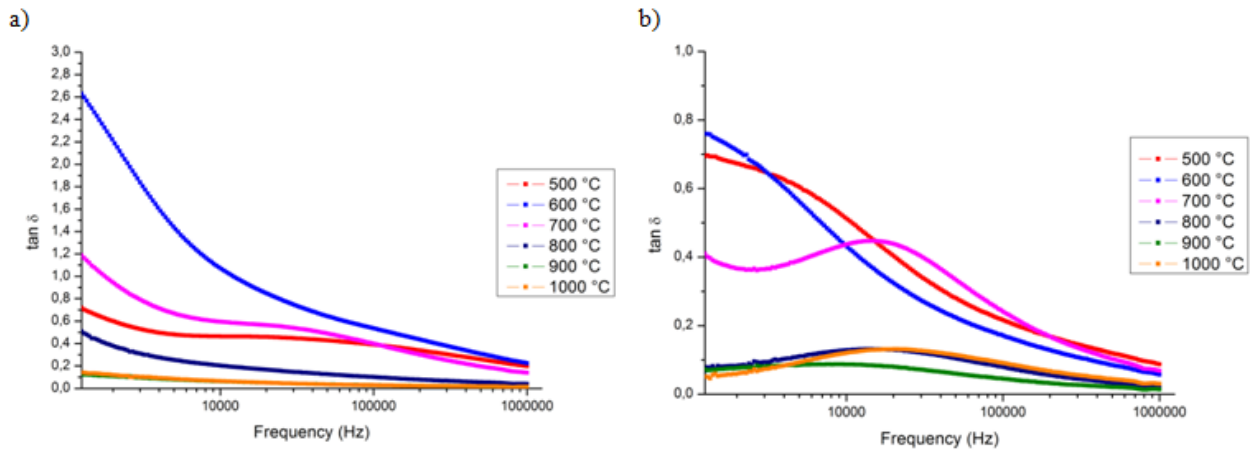 a)
3,0
2,8
2,6
2,4
2,2
2,0
1,8
1,6
1,4
1,2
1,0
0,8
0,6
0,4
0,2
0,0
tan δ
10000
100000
1000000
Frequency (Hz)
500 °C
600 °C
700 °C
800 °C
900 °C
1000 °C
b)
1,0
0,8
0,6
0,4
0,2
0,0
tan δ
10000
100000
1000000
Frequency (Hz)
500 °C
600 °C
700 °C
800 °C
900 °C
1000 °C